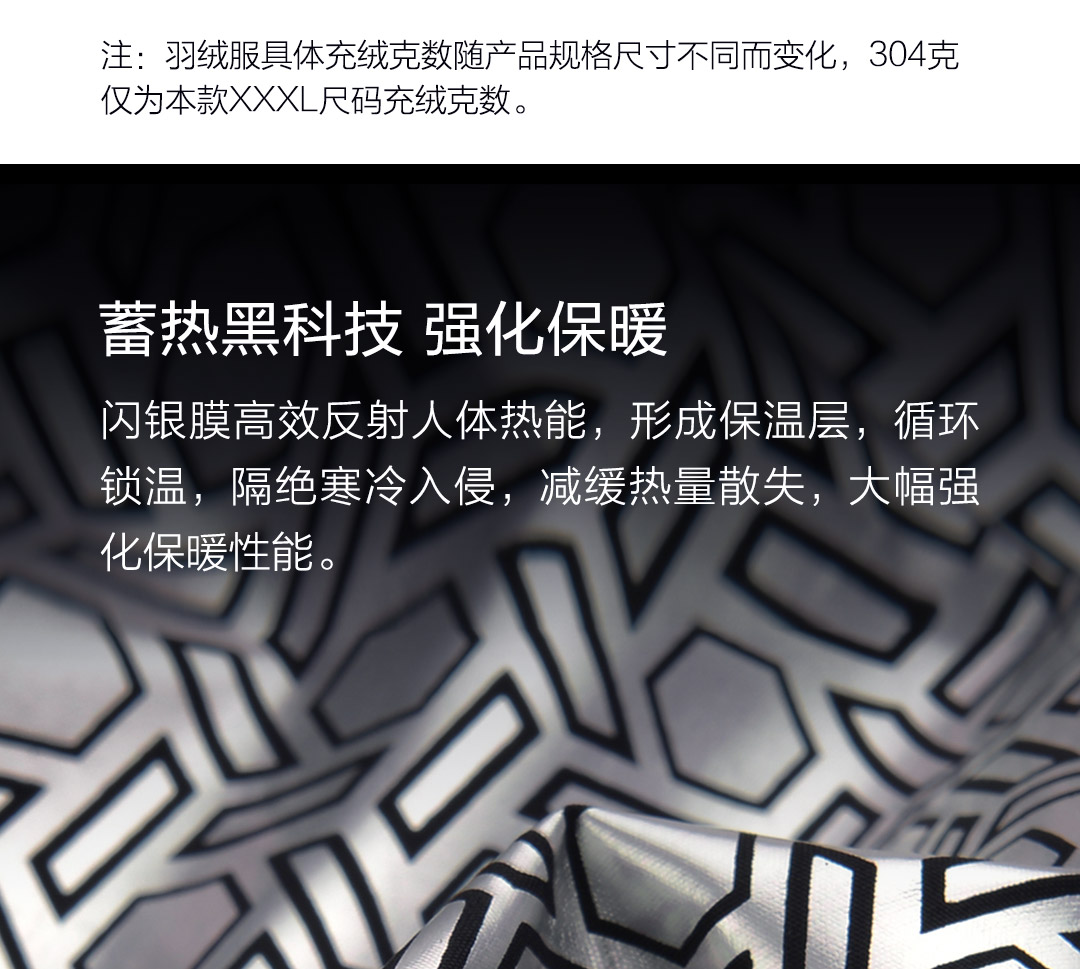 注：羽绒服具体充绒克数随产品规格尺寸不同而变化，304克
仅为本款XXXL尺码充绒克数。
蓄热黑科技 强化保暖
闪银膜高效反射人体热能，形成保温层，循环
锁温，隔绝寒冷入侵，减缓热量散失，大幅强
化保暖性能。